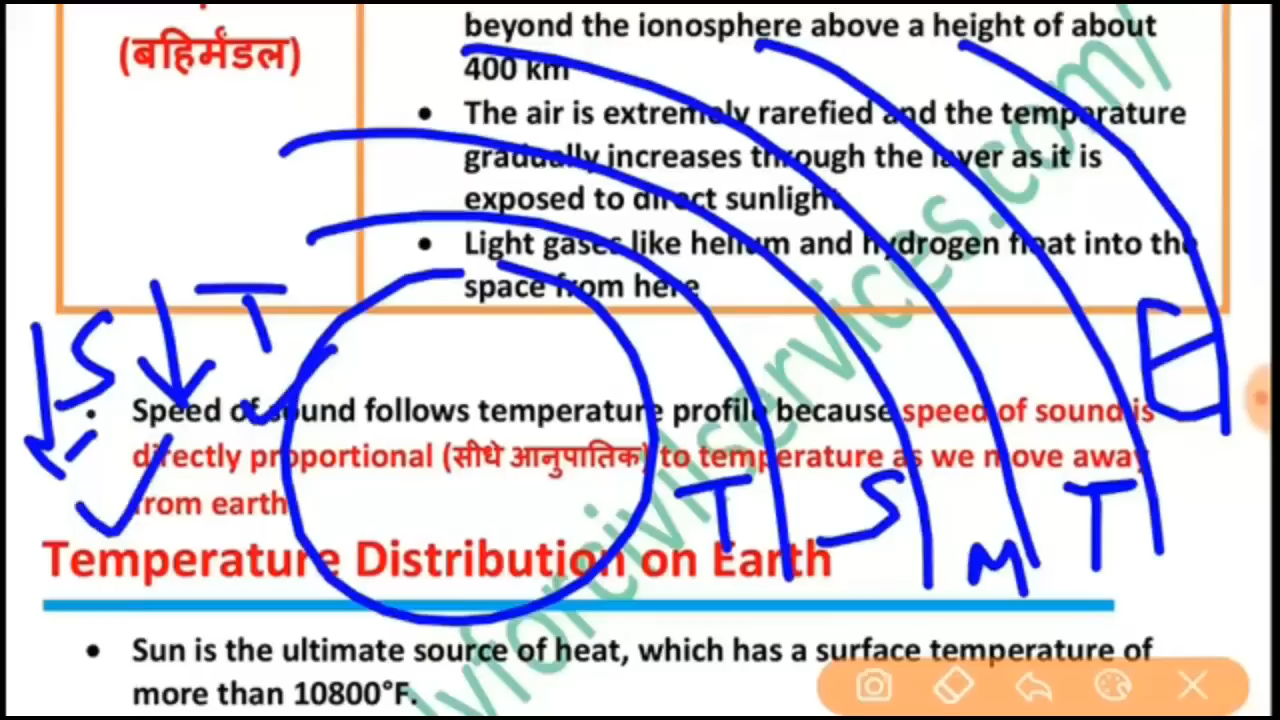 (बहिर्मंडल)
beyond the ionosphere above a height of about
400 km
• The air is extremely rarefied and the temperature
gradually increases through the layer as it is
exposed to direct sunlight
• Light gases like helium and hydrogen float into the
space from here
S ↓ T
• Speed of sound follows temperature profile because speed of sound is
directly proportional (सीधे आनुपातिक) to temperature as we move away
from earth
T S M T E
Temperature Distribution on Earth
• Sun is the ultimate source of heat, which has a surface temperature of
more than 10800°F.
lyforcivilservices.com/